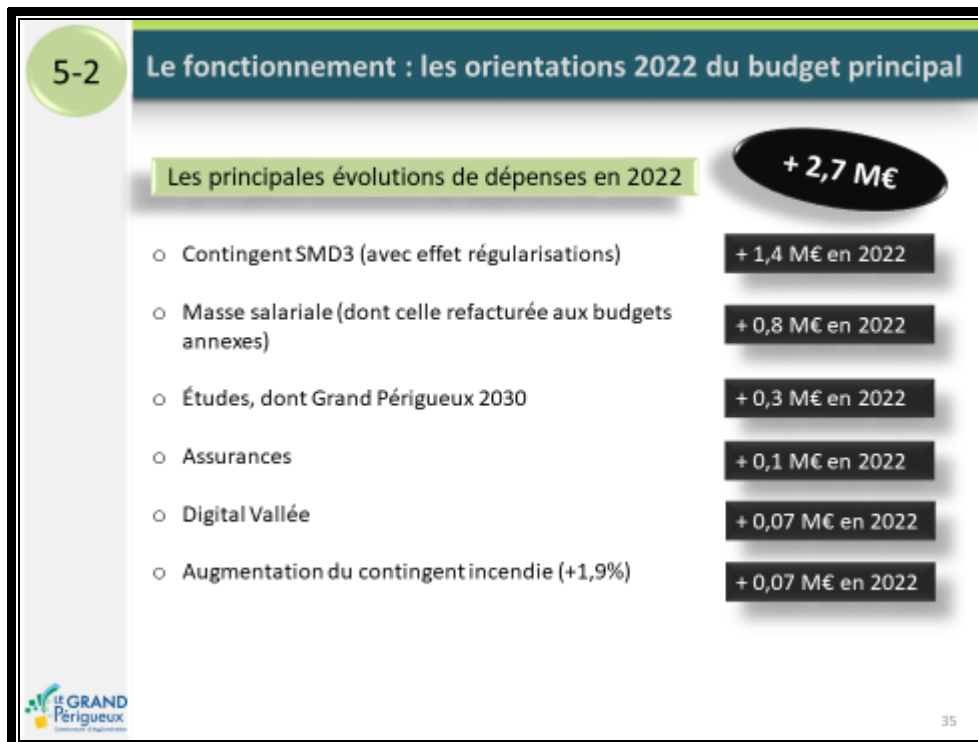 5-2
Le fonctionnement : les orientations 2022 du budget principal
Les principales évolutions de dépenses en 2022
+ 2,7 M€
o Contingent SMD3 (avec effet régularisations)
+ 1,4 M€ en 2022
o Masse salariale (dont celle refacturée aux budgets
annexes)
+ 0,8 M€ en 2022
o Études, dont Grand Périgueux 2030
+ 0,3 M€ en 2022
o Assurances
+ 0,1 M€ en 2022
o Digital Vallée
+ 0,07 M€ en 2022
o Augmentation du contingent incendie (+1,9%)
+ 0,07 M€ en 2022
LE GRAND
Périgueux
Communauté d'Agglomération
35